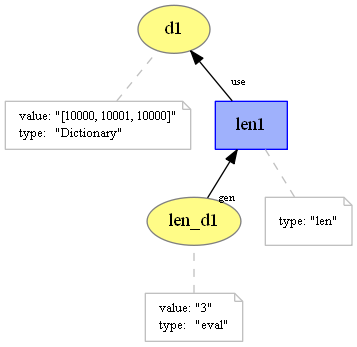 d1
use
value: "[10000, 10001, 10000]"
type: "Dictionary"
len1
gen
len_d1
type: "len"
value: "3"
type: "eval"